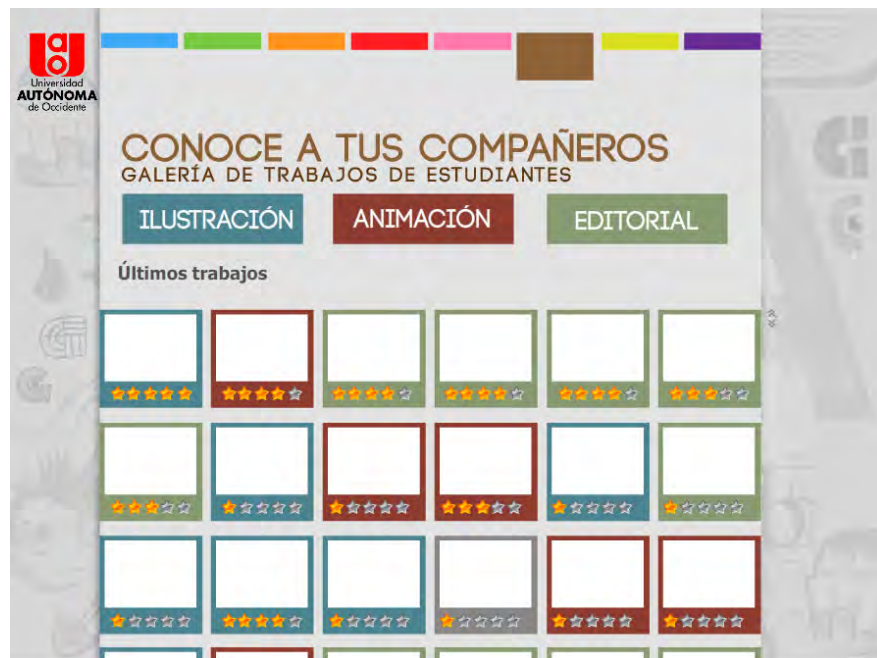 Universidad
AUTÓNOMA
de Occidente
CONOCE A TUS COMPAÑEROS
GALERÍA DE TRABAJOS DE ESTUDIANTES
ILUSTRACIÓN
ANIMACIÓN
EDITORIAL
Últimos trabajos